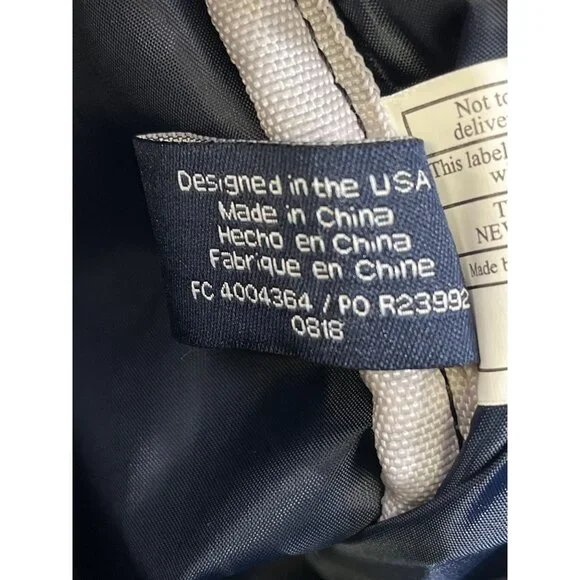 Designed in the USA
Made in China
Hecho en China
Fabrique en Chine
FC 4004364 / PO R23992
0818
Not to
delive
This label
w
T
NEW
Made b